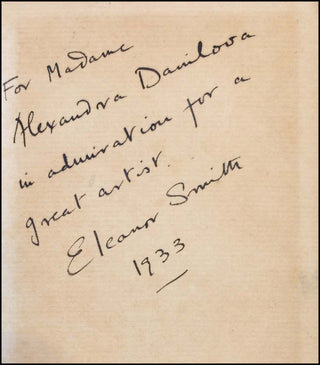 For Madame
Alexandra Danilova
in admiration for a
great artist.
Eleanor Smith
1933